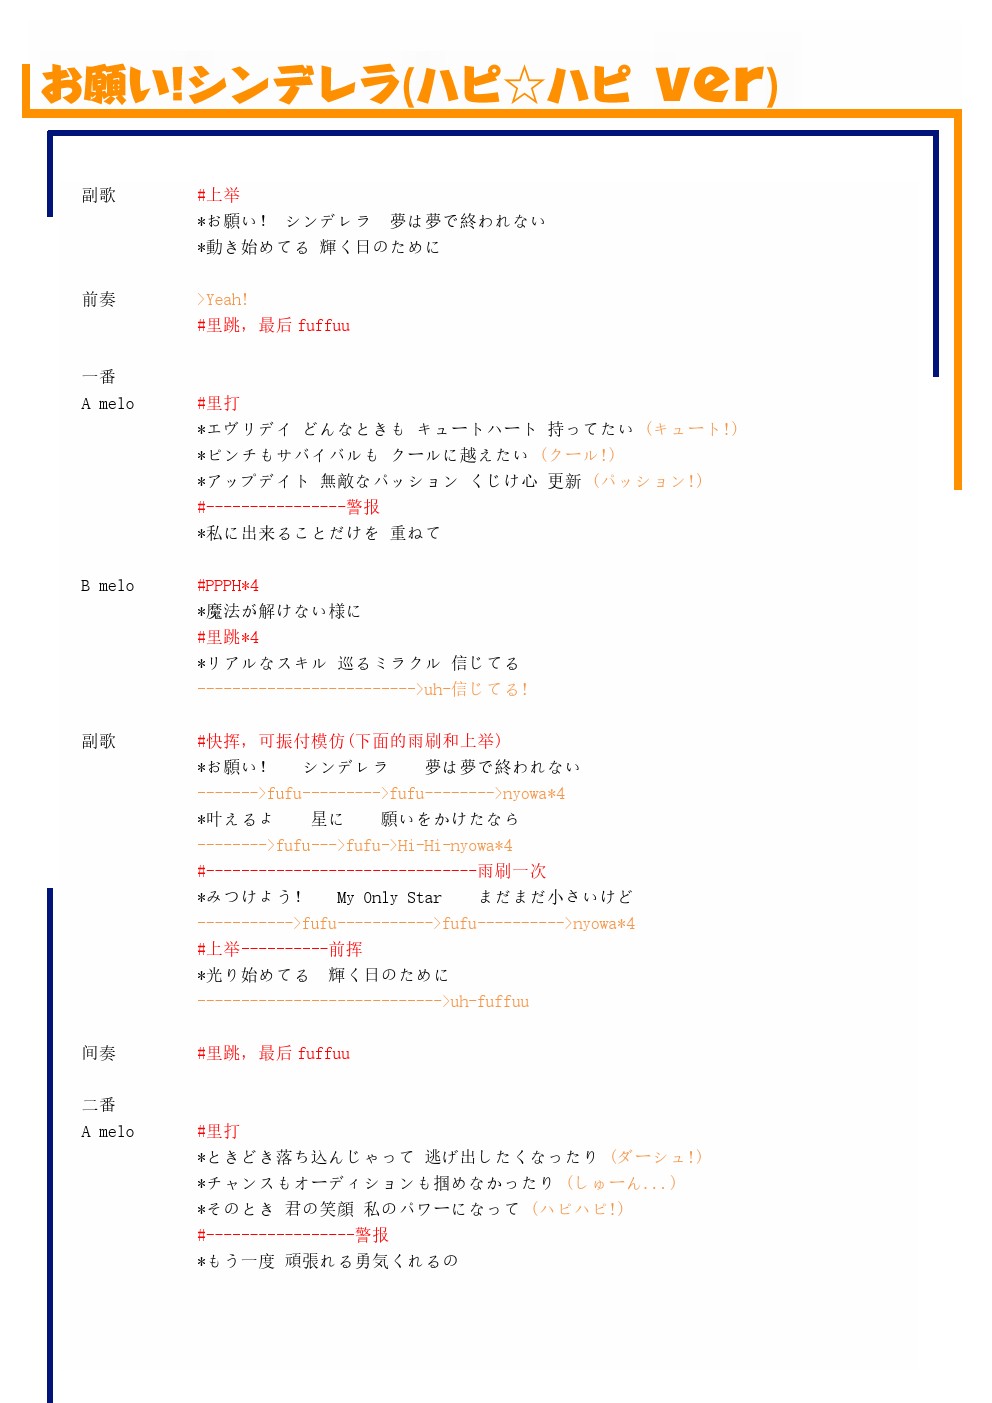 お願い!シンデレラ(ハピ☆ハピ ver)
副歌 #上举
*お願い! シンデレラ 夢は夢で終われない
*動き始めてる 輝く日のために
前奏 >Yeah!
#里跳，最后 fuffuu
一番
A melo #里打
*エヴリデイ どんなときも キュートハート 持ってたい（キュート!）
*ピンチもサバイバルも クールに越えたい（クール!）
*アップデイト 無敵なパッション くじけ心 更新（パッション!）
#----------------警报
*私に出来ることだけを 重ねて
B melo #PPPH*4
*魔法が解けない様に
#里跳*4
*リアルなスキル 巡るミラクル 信じてる
------------------------->uh-信じてる!
副歌 #快挥，可振付模仿(下面的雨刷和上举)
*お願い! シンデレラ 夢は夢で終われない
------->fufu--------->fufu-------->nyowa*4
*叶えるよ 星に 願いをかけたなら
-------->fufu--->fufu->Hi-Hi-nyowa*4
#-------------------------------雨刷一次
*みつけよう! My Only Star まだまだ小さいけど
----------->fufu----------->fufu---------->nyowa*4
#上举----------前挥
*光り始めてる 輝く日のために
---------------------------->uh-fuffuu
间奏 #里跳，最后 fuffuu
二番
A melo #里打
*ときどき落ち込んじゃって 逃げ出したくなったり（ダーシュ!）
*チャンスもオーディションも掴めなかったり（しゅーん...）
*そのとき 君の笑顔 私のパワーになって（ハピハピ!）
#-----------------警报
*もう一度 頑張れる勇気くれるの